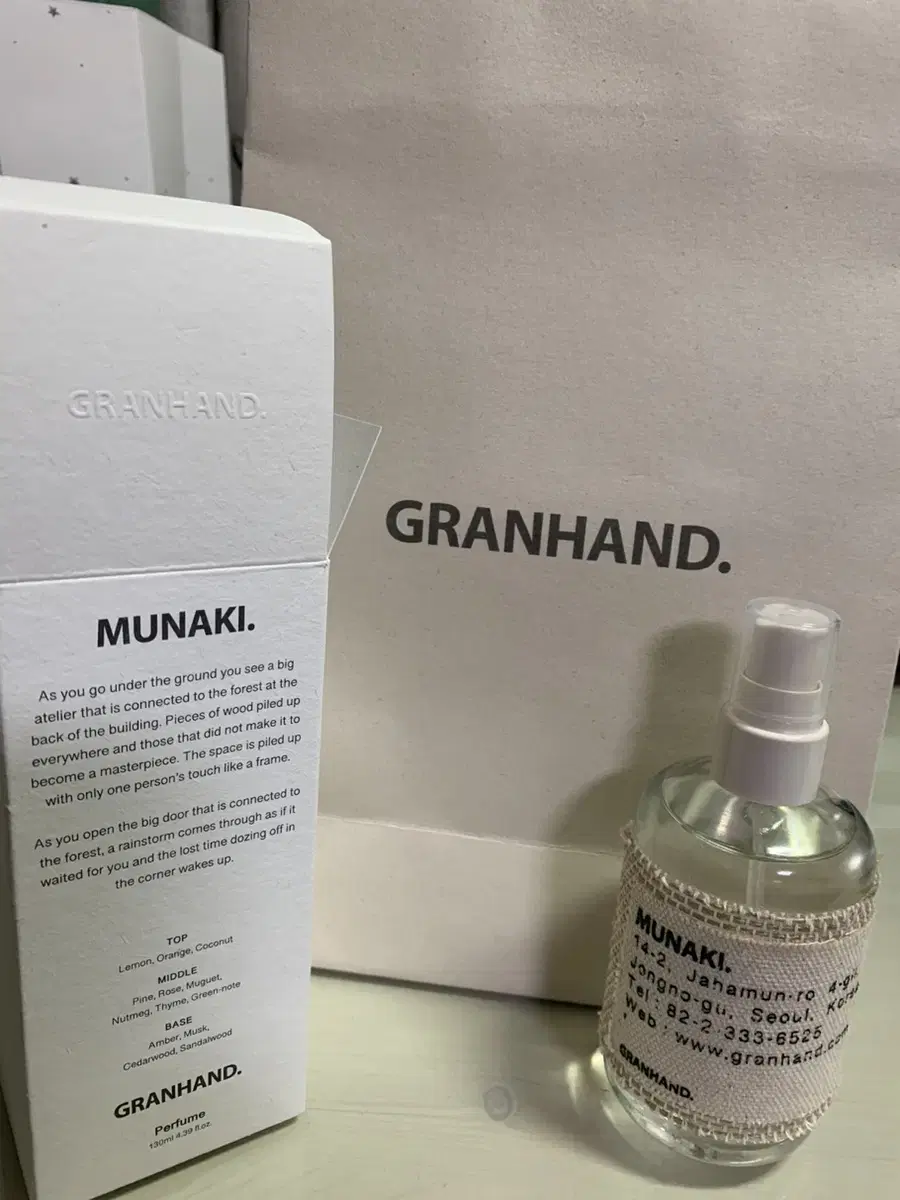 GRANHAND.
MUNAKI.
As you go under the ground you see a big
atelier that is connected to the forest at the
back of the building. Pieces of wood piled up
everywhere and those that did not make it to
become a masterpiece. The space is piled up
with only one person's touch like a frame.
As you open the big door that is connected to
the forest, a rainstorm comes through as if it
waited for you and the lost time dozing off in
the corner wakes up.
TOP
Lemon, Orange, Coconut
MIDDLE
Pine, Rose, Muguet,
Nutmeg, Thyme, Green-note
BASE
Amber, Musk,
Cedarwood, Sandalwood
GRANHAND.
Perfume
130ml 4.39 fl.oz.
GRANHAND.
MUNAKI.
14-2, Jahamun-ro
Jongno-gu, Seoul, Korea
Tel : 82-2 333-6525
Web : www.granhand.com
GRANHAND.